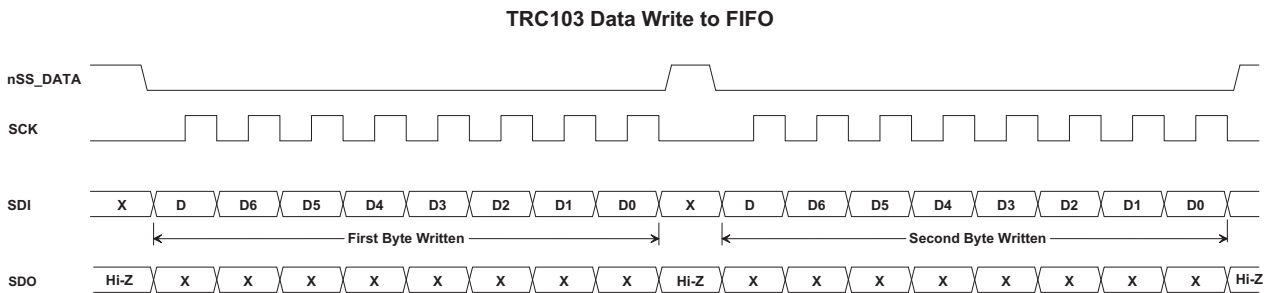 TRC103 Data Write to FIFO
nSS_DATA
SCK
SDI X D D6 D5 D4 D3 D2 D1 D0 X D D6 D5 D4 D3 D2 D1 D0
First Byte Written Second Byte Written
SDO Hi-Z X X X X X X X X Hi-Z X X X X X X X X Hi-Z